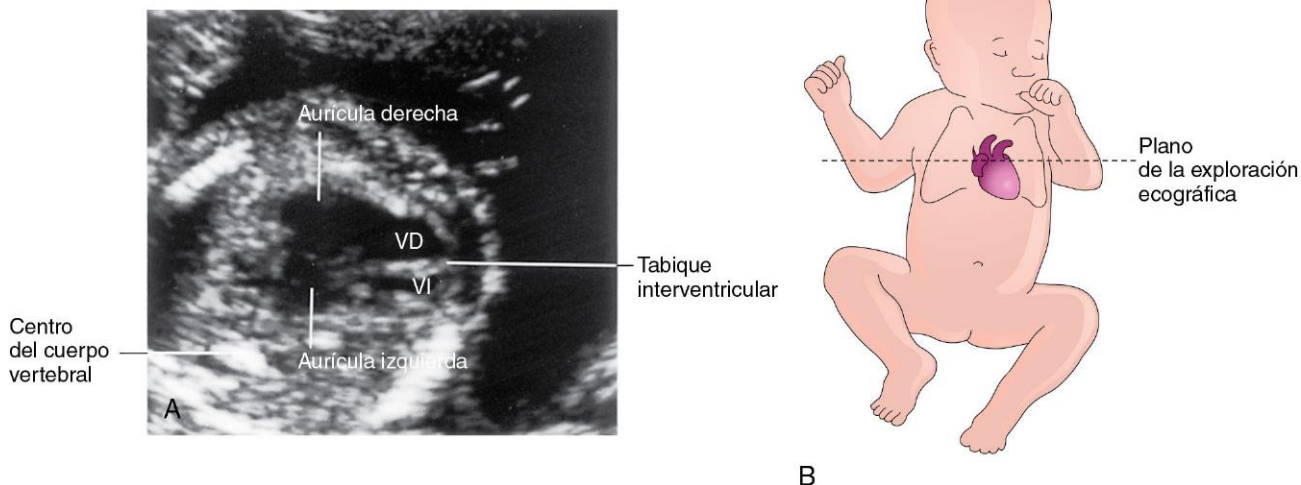 Aurícula derecha
VD
VI
Tabique
interventricular
Centro
del cuerpo
vertebral
Aurícula izquierda
A
Plano
de la exploración
ecográfica
B